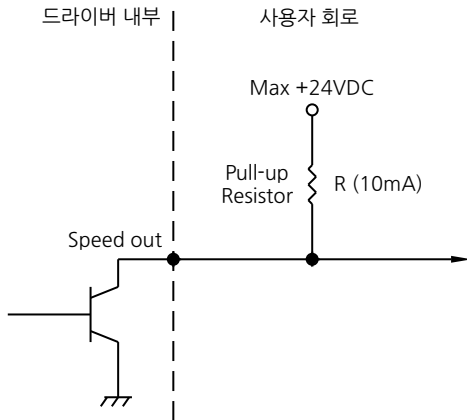 드라이버 내부
사용자 회로
Max +24VDC
Pull-up
Resistor
R (10mA)
Speed out